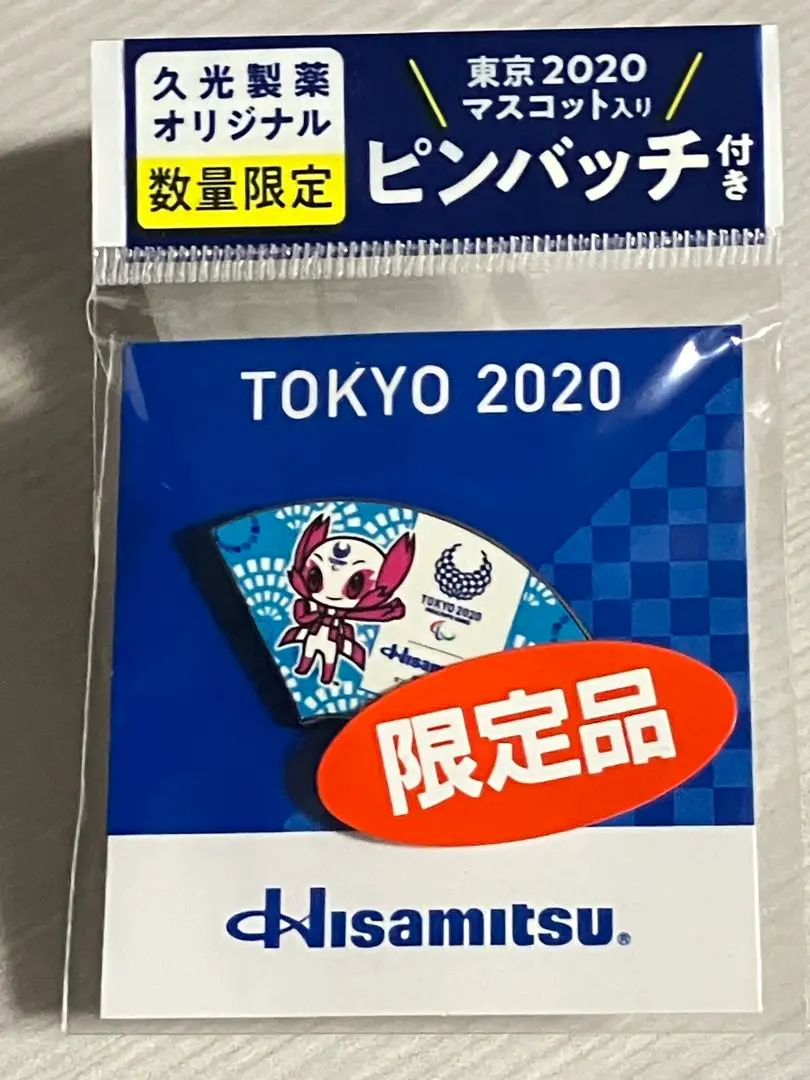 久光製薬
オリジナル
数量限定
東京2020
マスコット入り
ピンバッチ付き
TOKYO 2020
TOKYO 2020
限定品
Hisamitsu®